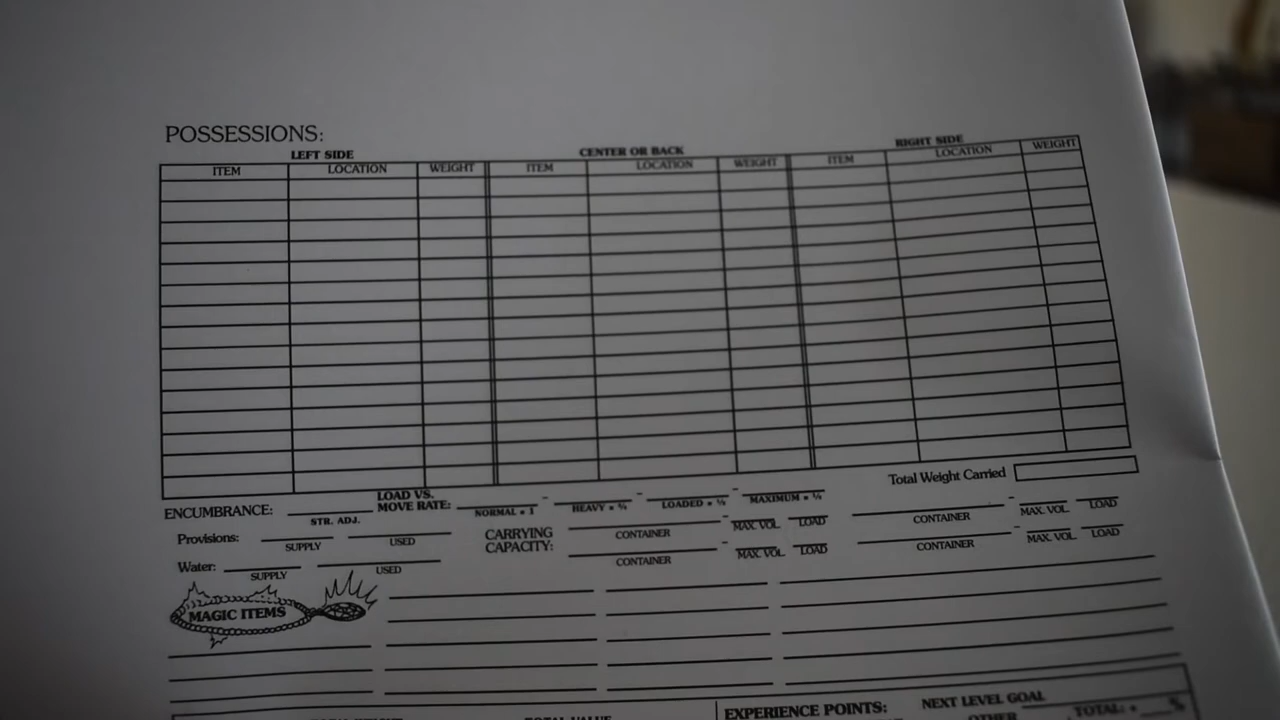 POSSESSIONS:
LEFT SIDE CENTER OR BACK RIGHT SIDE
ITEM LOCATION WEIGHT ITEM LOCATION WEIGHT ITEM LOCATION WEIGHT
Total Weight Carried
ENCUMBRANCE: STR. ADJ. LOAD VS.
MOVE RATE: NORMAL = 1 - HEAVY = ⅔ - LOADED = ⅓ - MAXIMUM = ⅙
Provisions: SUPPLY USED CARRYING
CAPACITY: CONTAINER - MAX. VOL. LOAD CONTAINER - MAX. VOL. LOAD
Water: SUPPLY USED CONTAINER - MAX. VOL. LOAD CONTAINER - MAX. VOL. LOAD
MAGIC ITEMS
TOTAL VALUE EXPERIENCE POINTS: NEXT LEVEL GOAL
OTHER TOTAL: + %